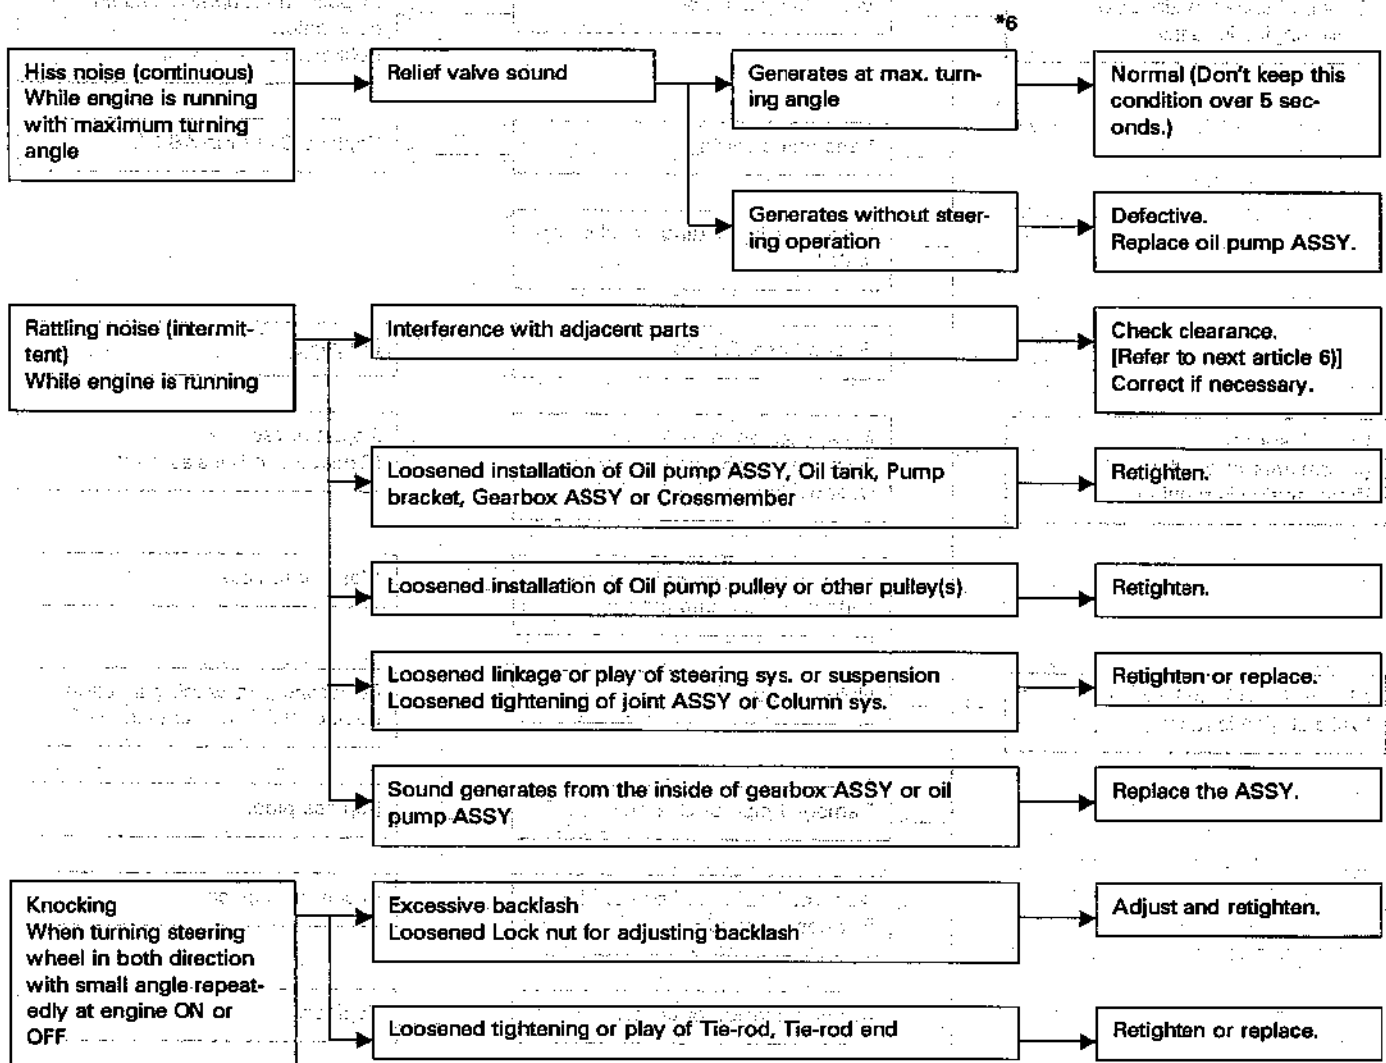 *6
Hiss noise (continuous)
While engine is running
with maximum turning
angle
Relief valve sound
Generates at max. turn-
ing angle
Normal (Don't keep this
condition over 5 sec-
onds.)
Generates without steer-
ing operation
Defective.
Replace oil pump ASSY.
Rattling noise (intermit-
tent)
While engine is running
Interference with adjacent parts
Check clearance.
[Refer to next article 6)]
Correct if necessary.
Loosened installation of Oil pump ASSY, Oil tank, Pump
bracket, Gearbox ASSY or Crossmember
Retighten.
Loosened installation of Oil pump pulley or other pulley(s)
Retighten.
Loosened linkage or play of steering sys. or suspension
Loosened tightening of joint ASSY or Column sys.
Retighten or replace.
Sound generates from the inside of gearbox ASSY or oil
pump ASSY
Replace the ASSY.
Knocking
When turning steering
wheel in both direction
with small angle repeat-
edly at engine ON or
OFF
Excessive backlash
Loosened Lock nut for adjusting backlash
Adjust and retighten.
Loosened tightening or play of Tie-rod, Tie-rod end
Retighten or replace.